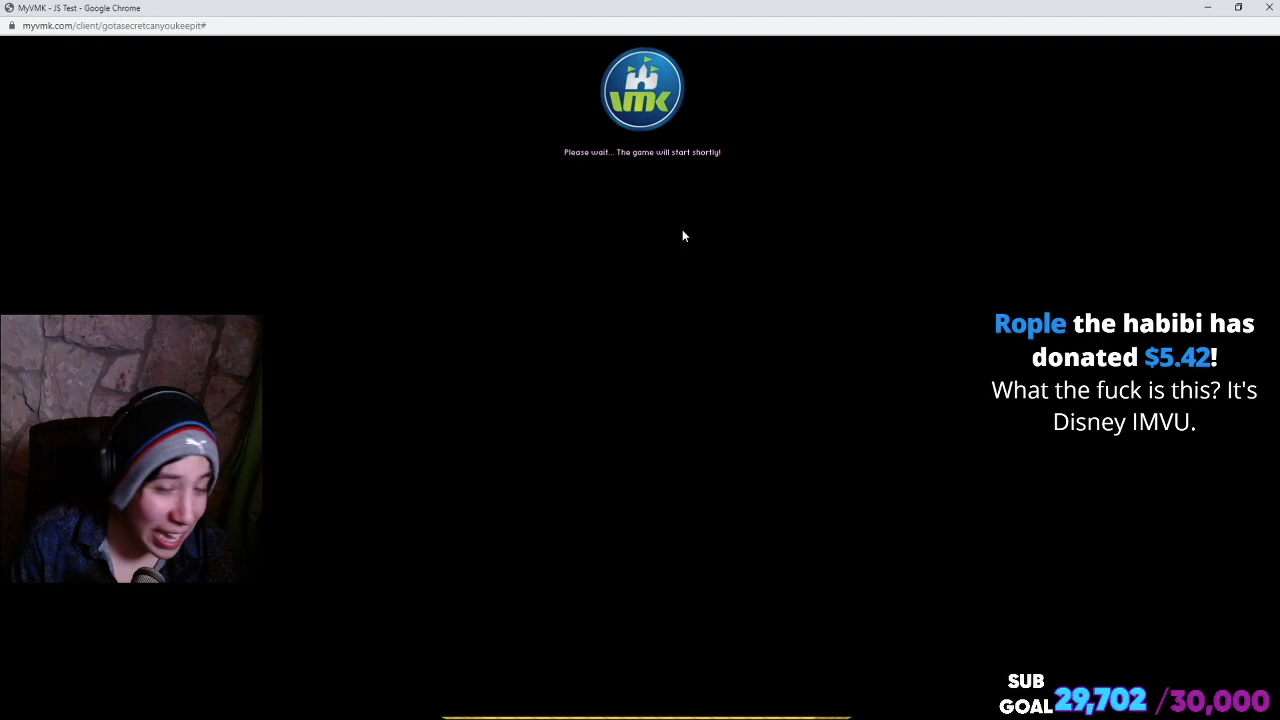 MyVMK - JS Test - Google Chrome
myvmk.com/client/gotasecretcanyoukeepit#
VMK
Please wait... The game will start shortly!
Rople the habibi has
donated $5.42!
What the fuck is this? It's
Disney IMVU.
SUB
GOAL 29,702 /30,000